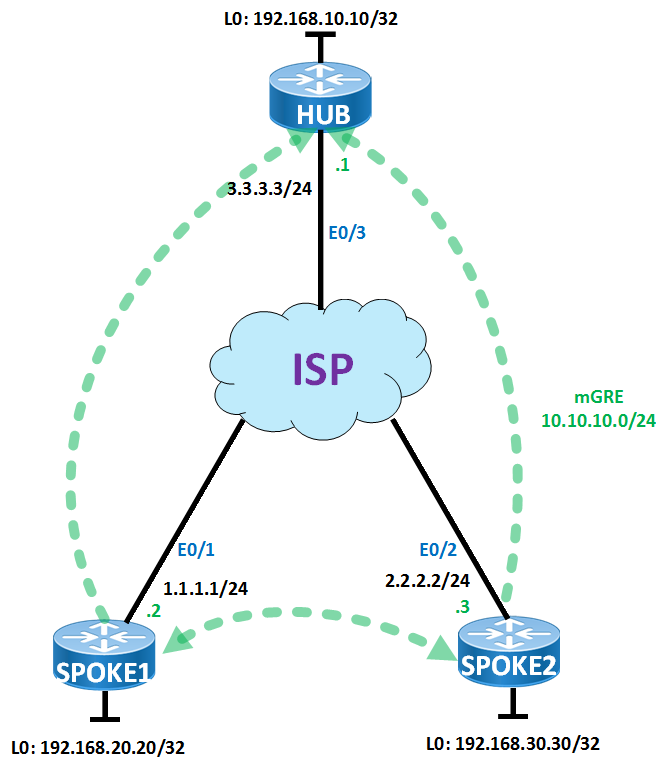 L0: 192.168.10.10/32
HUB
.1
3.3.3.3/24
E0/3
ISP
mGRE
10.10.10.0/24
E0/1
E0/2
1.1.1.1/24
2.2.2.2/24
.2
.3
SPOKE1
SPOKE2
L0: 192.168.20.20/32
L0: 192.168.30.30/32